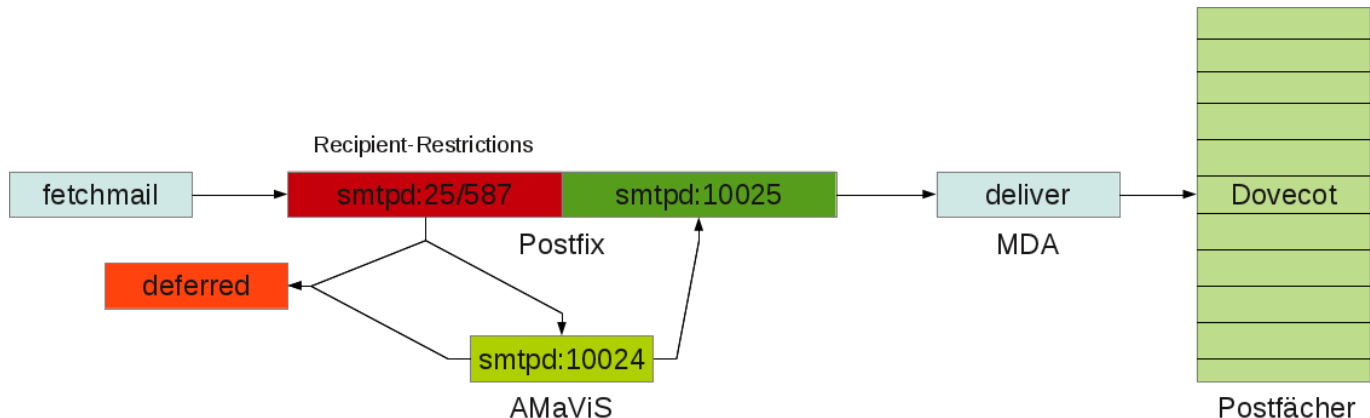 Recipient-Restrictions
fetchmail
smtpd:25/587
smtpd:10025
deliver
Dovecot
Postfix
MDA
deferred
smtpd:10024
AMaViS
Postfächer